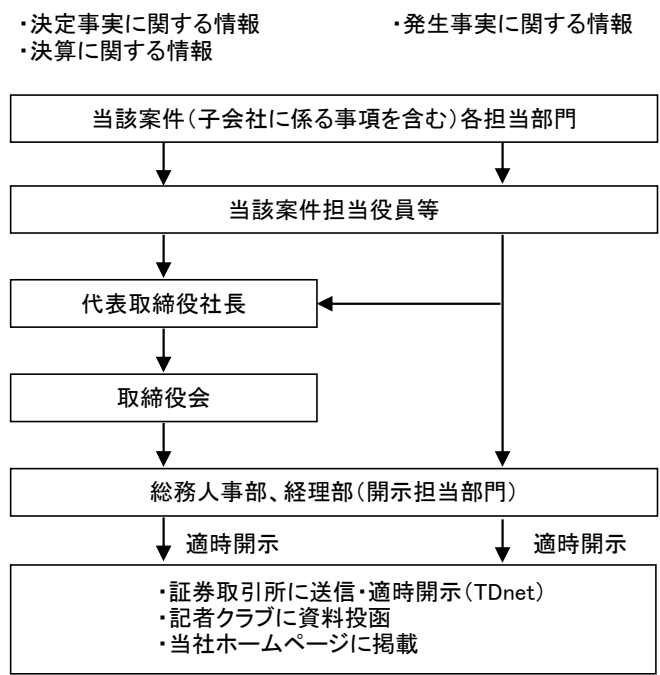 ・決定事実に関する情報
・決算に関する情報
・発生事実に関する情報
当該案件（子会社に係る事項を含む）各担当部門
当該案件担当役員等
代表取締役社長
取締役会
総務人事部、経理部（開示担当部門）
適時開示
適時開示
・証券取引所に送信・適時開示（TDnet）
・記者クラブに資料投函
・当社ホームページに掲載